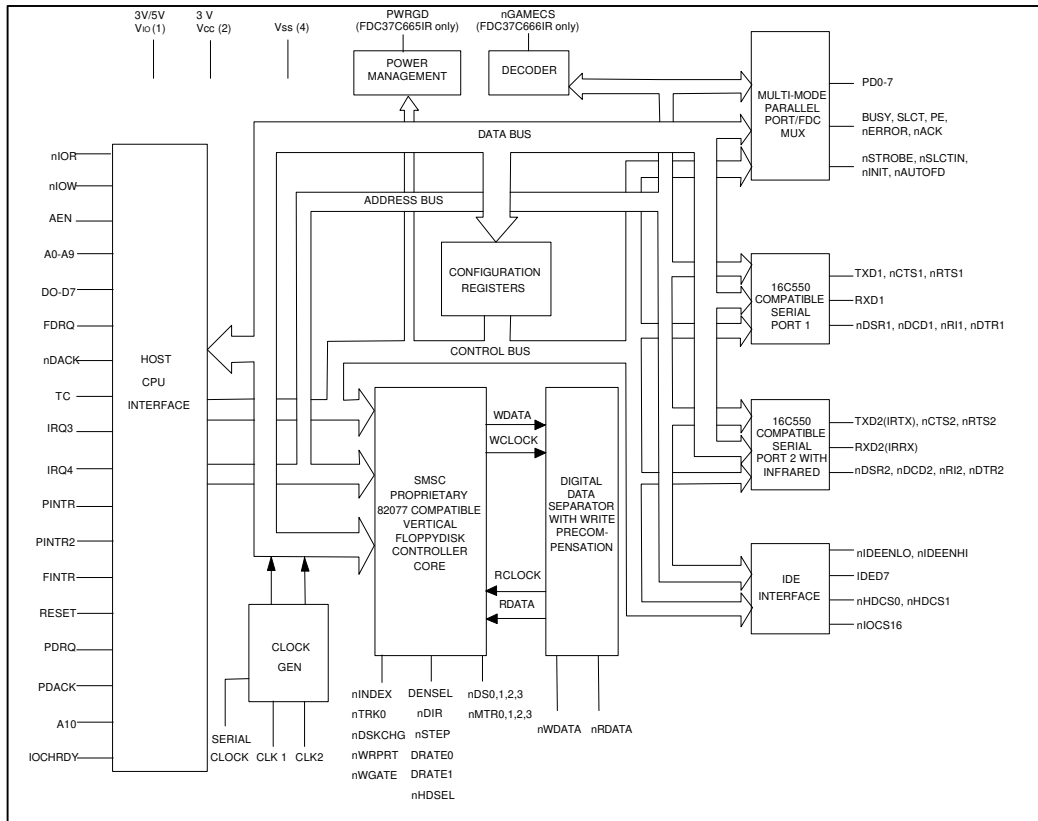 3V/5V
VIO (1)
3 V
Vcc (2)
Vss (4)
PWRGD
(FDC37C665IR only)
nGAMECS
(FDC37C666IR only)
POWER
MANAGEMENT
DECODER
MULTI-MODE
PARALLEL
PORT/FDC
MUX
PD0-7
BUSY, SLCT, PE,
nERROR, nACK
nSTROBE, nSLCTIN,
nINIT, nAUTOFD
DATA BUS
ADDRESS BUS
CONFIGURATION
REGISTERS
CONTROL BUS
nIOR
nIOW
AEN
A0-A9
DO-D7
FDRQ
nDACK
TC
IRQ3
IRQ4
PINTR
PINTR2
FINTR
RESET
PDRQ
PDACK
A10
IOCHRDY
HOST
CPU
INTERFACE
16C550
COMPATIBLE
SERIAL
PORT 1
TXD1, nCTS1, nRTS1
RXD1
nDSR1, nDCD1, nRI1, nDTR1
16C550
COMPATIBLE
SERIAL
PORT 2 WITH
INFRARED
TXD2(IRTX), nCTS2, nRTS2
RXD2(IRRX)
nDSR2, nDCD2, nRI2, nDTR2
SMSC
PROPRIETARY
82077 COMPATIBLE
VERTICAL
FLOPPYDISK
CONTROLLER
CORE
WDATA
WCLOCK
RCLOCK
RDATA
DIGITAL
DATA
SEPARATOR
WITH WRITE
PRECOM-
PENSATION
IDE
INTERFACE
nIDEENLO, nIDEENHI
IDED7
nHDCS0, nHDCS1
nIOCS16
CLOCK
GEN
SERIAL
CLOCK
CLK 1
CLK2
nINDEX
nTRK0
nDSKCHG
nWRPRT
nWGATE
DENSEL
nDIR
nSTEP
DRATE0
DRATE1
nHDSEL
nDS0,1,2,3
nMTR0,1,2,3
nWDATA
nRDATA